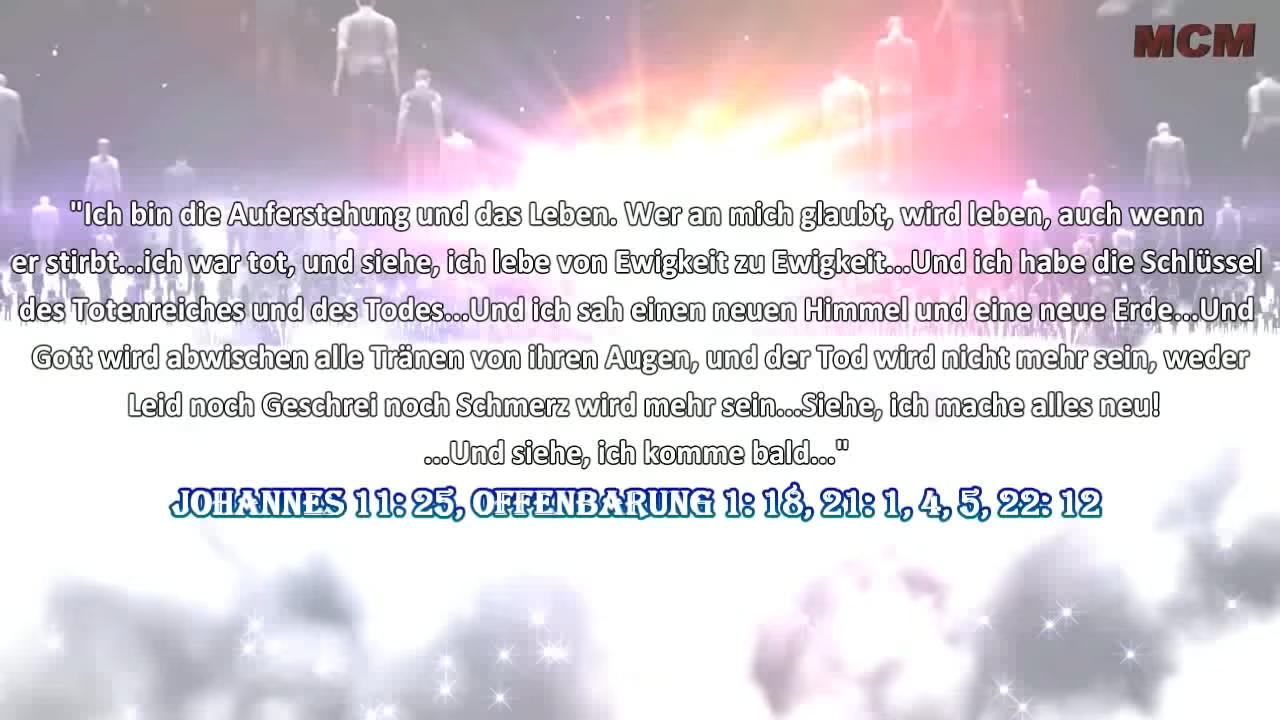 MCM
"Ich bin die Auferstehung und das Leben. Wer an mich glaubt, wird leben, auch wenn
er stirbt...ich war tot, und siehe, ich lebe von Ewigkeit zu Ewigkeit...Und ich habe die Schlüssel
des Totenreiches und des Todes...Und ich sah einen neuen Himmel und eine neue Erde...Und
Gott wird abwischen alle Tränen von ihren Augen, und der Tod wird nicht mehr sein, weder
Leid noch Geschrei noch Schmerz wird mehr sein...Siehe, ich mache alles neu!
...Und siehe, ich komme bald..."
JOHANNES 11: 25, OFFENBARUNG 1: 18, 21: 1, 4, 5, 22: 12